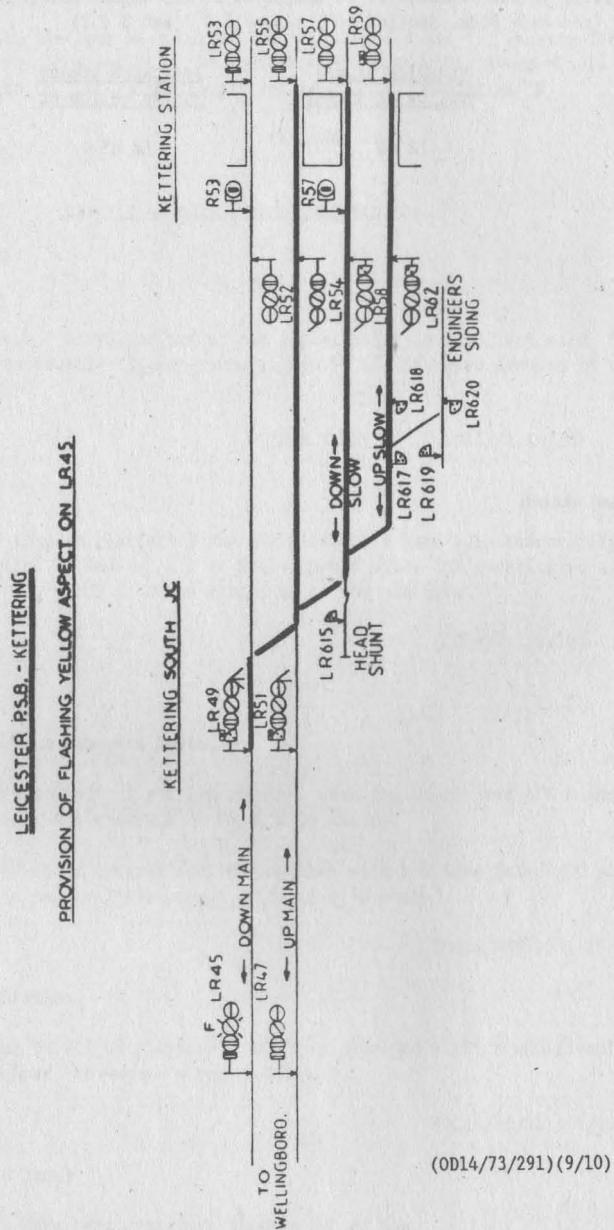 LEICESTER P.S.B. - KETTERING
PROVISION OF FLASHING YELLOW ASPECT ON LR45
KETTERING SOUTH JC
KETTERING STATION
TO
WELLINGBORO.
F
LR45
LR47
DOWN MAIN
UP MAIN
LR49
LR51
LR615
HEAD
SHUNT
DOWN
SLOW
UP SLOW
LR617
LR619
LR618
LR620
ENGINEERS
SIDING
LR52
LR54
LR58
LR62
R53
R57
LR53
LR55
LR57
LR59
(OD14/73/291)(9/10)